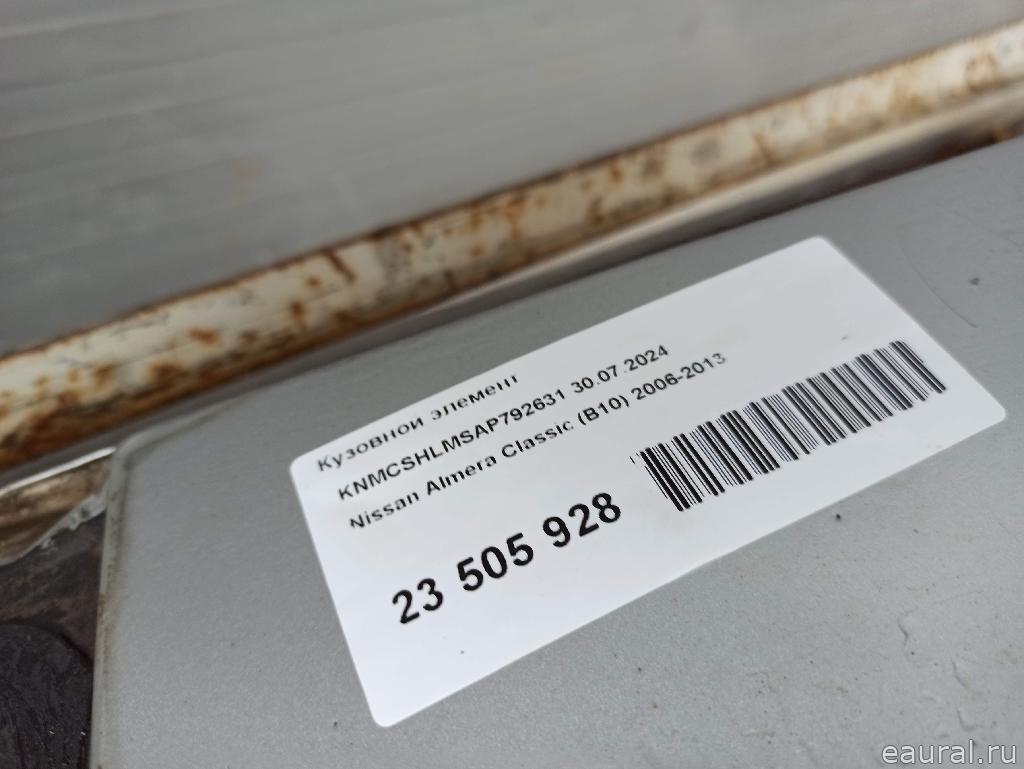 Кузовной элемент
KNMCSHLMSAP792631 30.07.2024
Nissan Almera Classic (B10) 2006-2013
23 505 928
eaural.ru